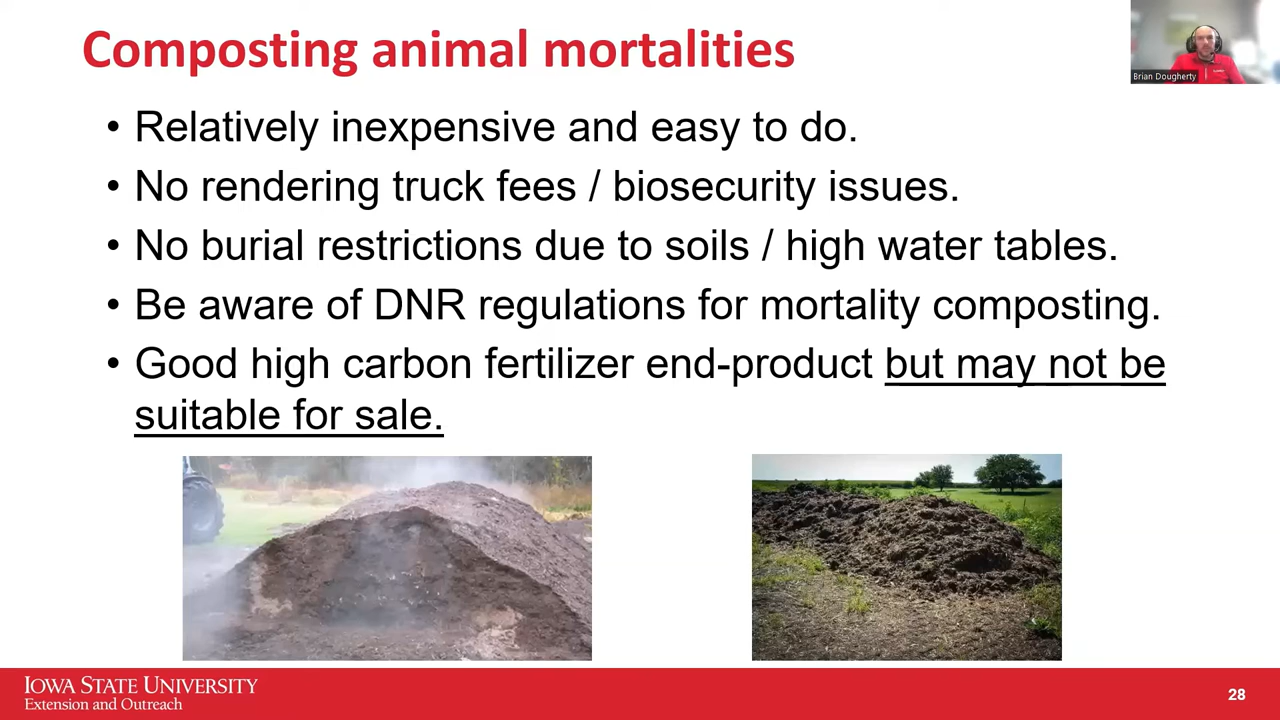 Composting animal mortalities
Brian Dougherty
• Relatively inexpensive and easy to do.
• No rendering truck fees / biosecurity issues.
• No burial restrictions due to soils / high water tables.
• Be aware of DNR regulations for mortality composting.
• Good high carbon fertilizer end-product but may not be
suitable for sale.
IOWA STATE UNIVERSITY
Extension and Outreach
28